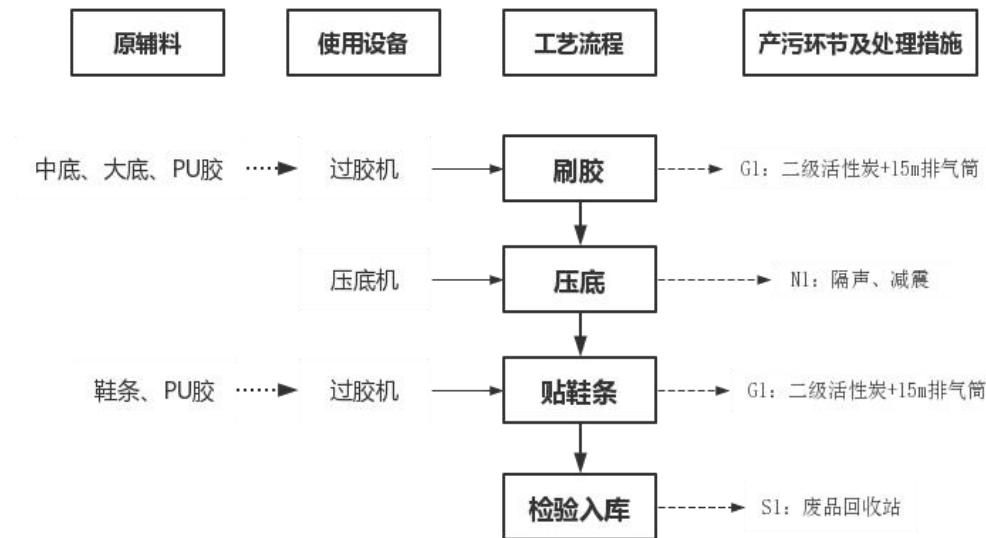 原辅料 使用设备 工艺流程 产污环节及处理措施
中底、大底、PU胶 过胶机 刷胶 G1：二级活性炭+15m排气筒
压底机 压底 N1：隔声、减震
鞋条、PU胶 过胶机 贴鞋条 G1：二级活性炭+15m排气筒
检验入库 S1：废品回收站